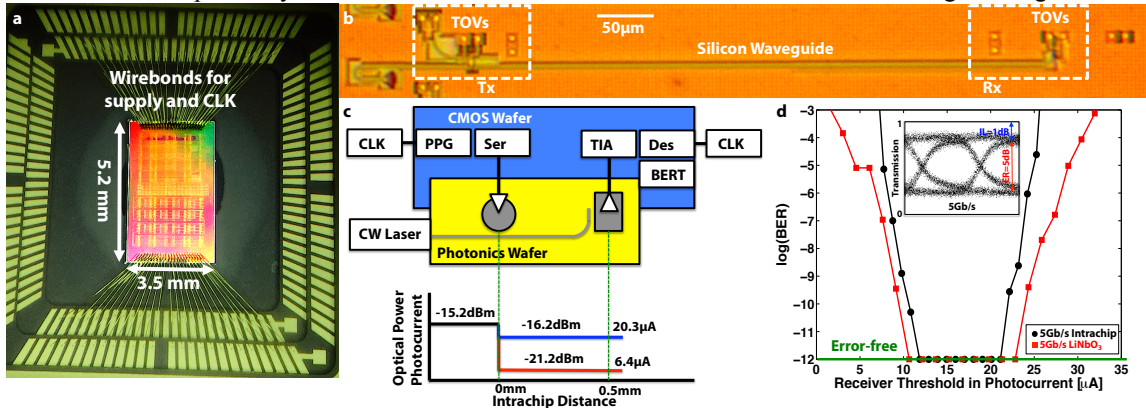 a
Wirebonds for
supply and CLK
5.2 mm
3.5 mm
b
TOVs
50μm
TOVs
Silicon Waveguide
Tx
Rx
c
CMOS Wafer
CLK
PPG
Ser
TIA
Des
CLK
BERT
CW Laser
Photonics Wafer
Optical Power
Photocurrent
-15.2dBm
-16.2dBm
20.3μA
-21.2dBm
6.4μA
0mm
0.5mm
Intrachip Distance
d
log(BER)
-2
-3
-4
-5
-6
-7
-8
-9
-10
-11
-12
Transmission
1
0
IL=1dB
ER=5dB
5Gb/s
Error-free
5Gb/s Intrachip
5Gb/s LiNbO₃
0 5 10 15 20 25 30 35
Receiver Threshold in Photocurrent [μA]